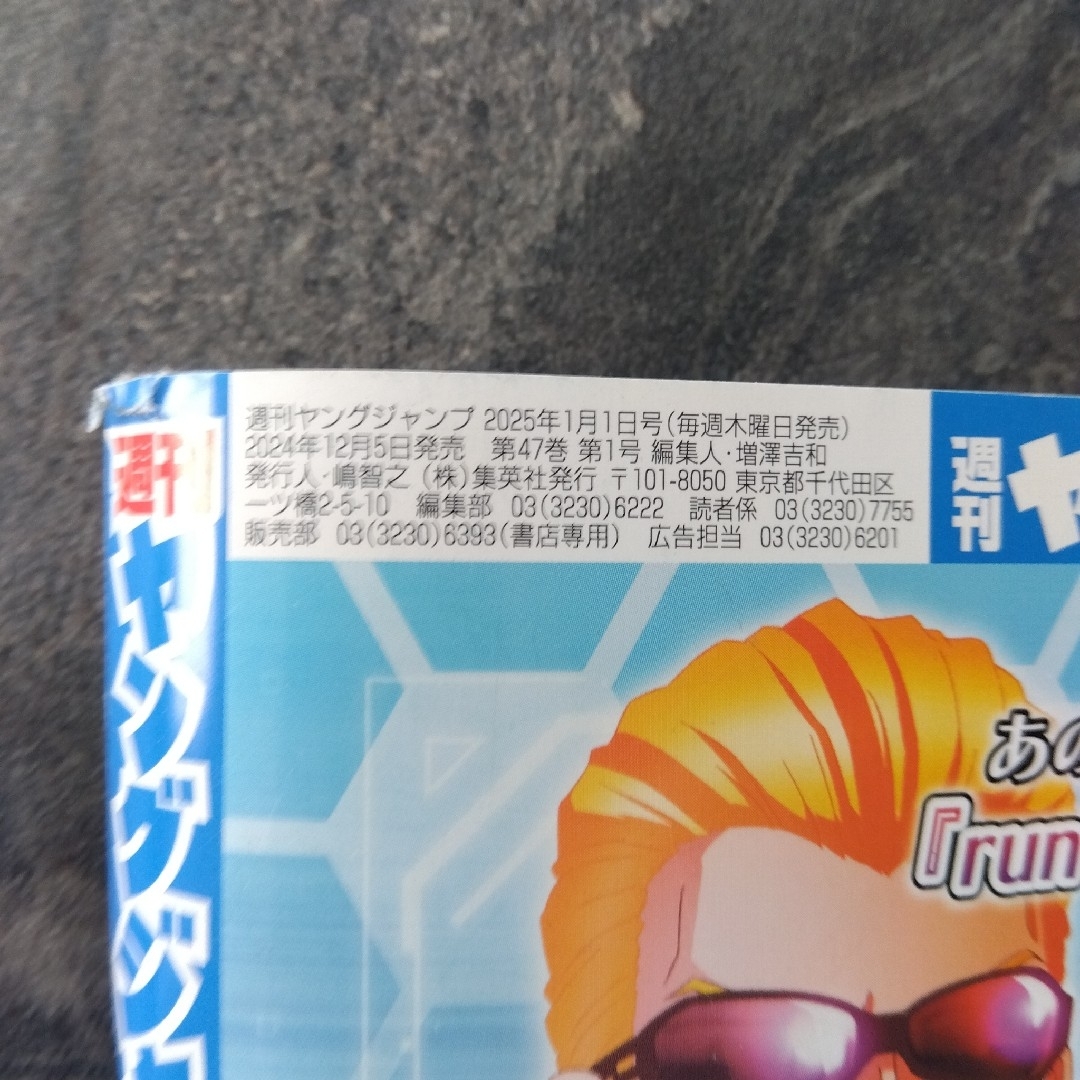 週刊ヤングジャンプ 2025年1月1日号(毎週木曜日発売)
2024年12月5日発売 第47巻 第1号 編集人・増澤吉和
発行人・嶋智之 (株)集英社発行 〒101-8050 東京都千代田区
一ツ橋2-5-10 編集部 03(3230)6222 読者係 03(3230)7755
販売部 03(3230)6393(書店専用) 広告担当 03(3230)6201
週刊
ヤングジャ
週刊
ヤ
あの
『run